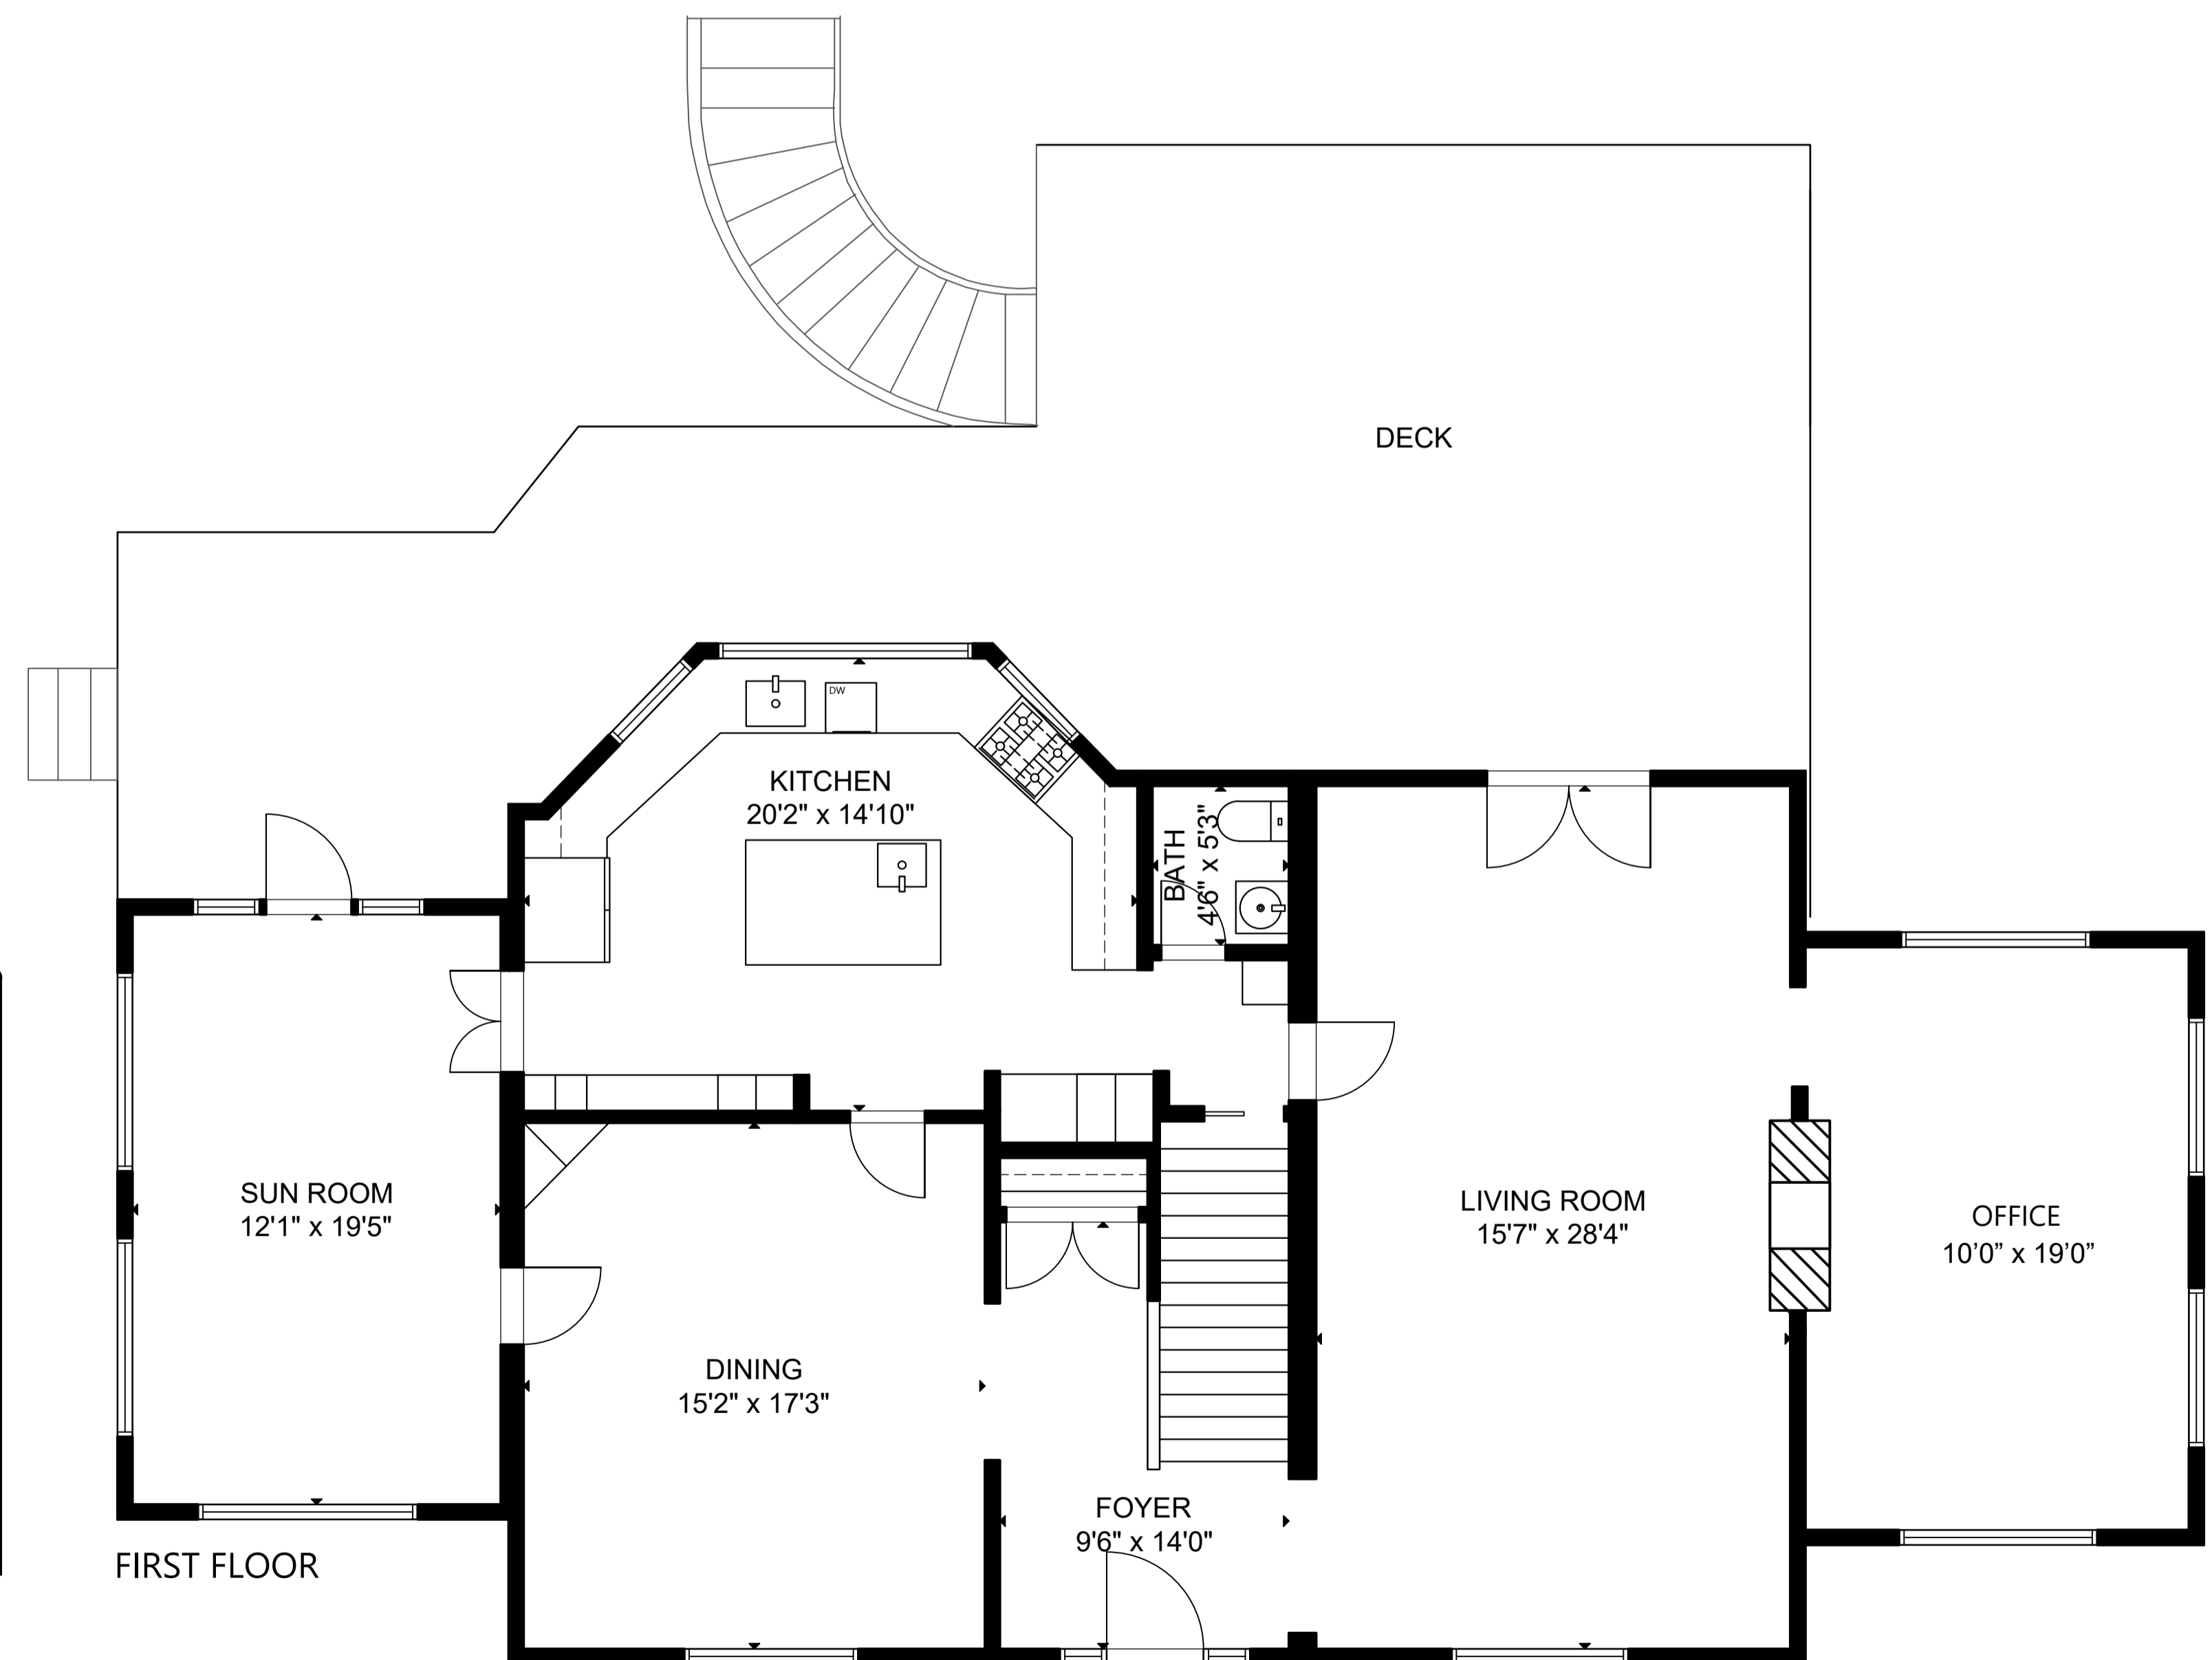 DECK
DW
KITCHEN
20'2" x 14'10"
BATH
4'6" x 5'3"
SUN ROOM
12'1" x 19'5"
LIVING ROOM
15'7" x 28'4"
OFFICE
10’0” x 19’0”
DINING
15'2" x 17'3"
FOYER
9'6" x 14'0"
FIRST FLOOR